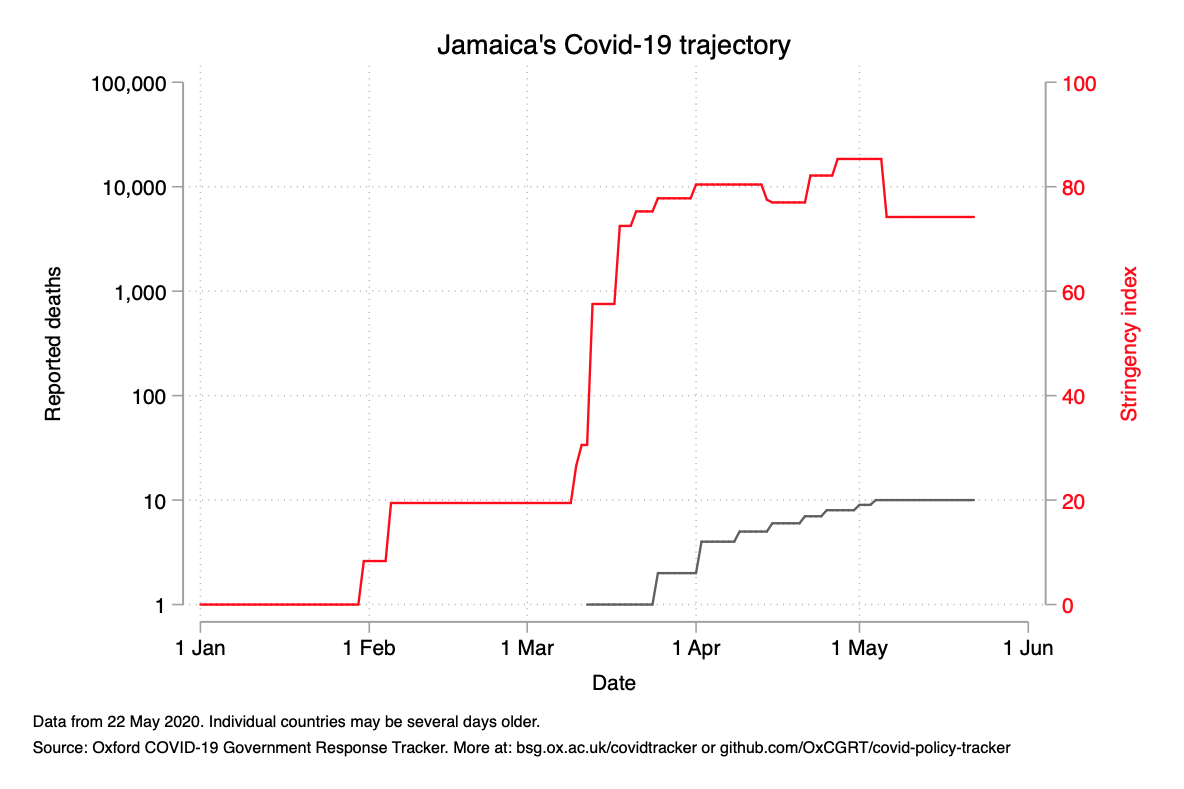 Jamaica's Covid-19 trajectory
100,000
10,000
1,000
100
10
1
Reported deaths
100
80
60
40
20
0
Stringency index
1 Jan 1 Feb 1 Mar 1 Apr 1 May 1 Jun
Date
Data from 22 May 2020. Individual countries may be several days older.
Source: Oxford COVID-19 Government Response Tracker. More at: bsg.ox.ac.uk/covidtracker or github.com/OxCGRT/covid-policy-tracker